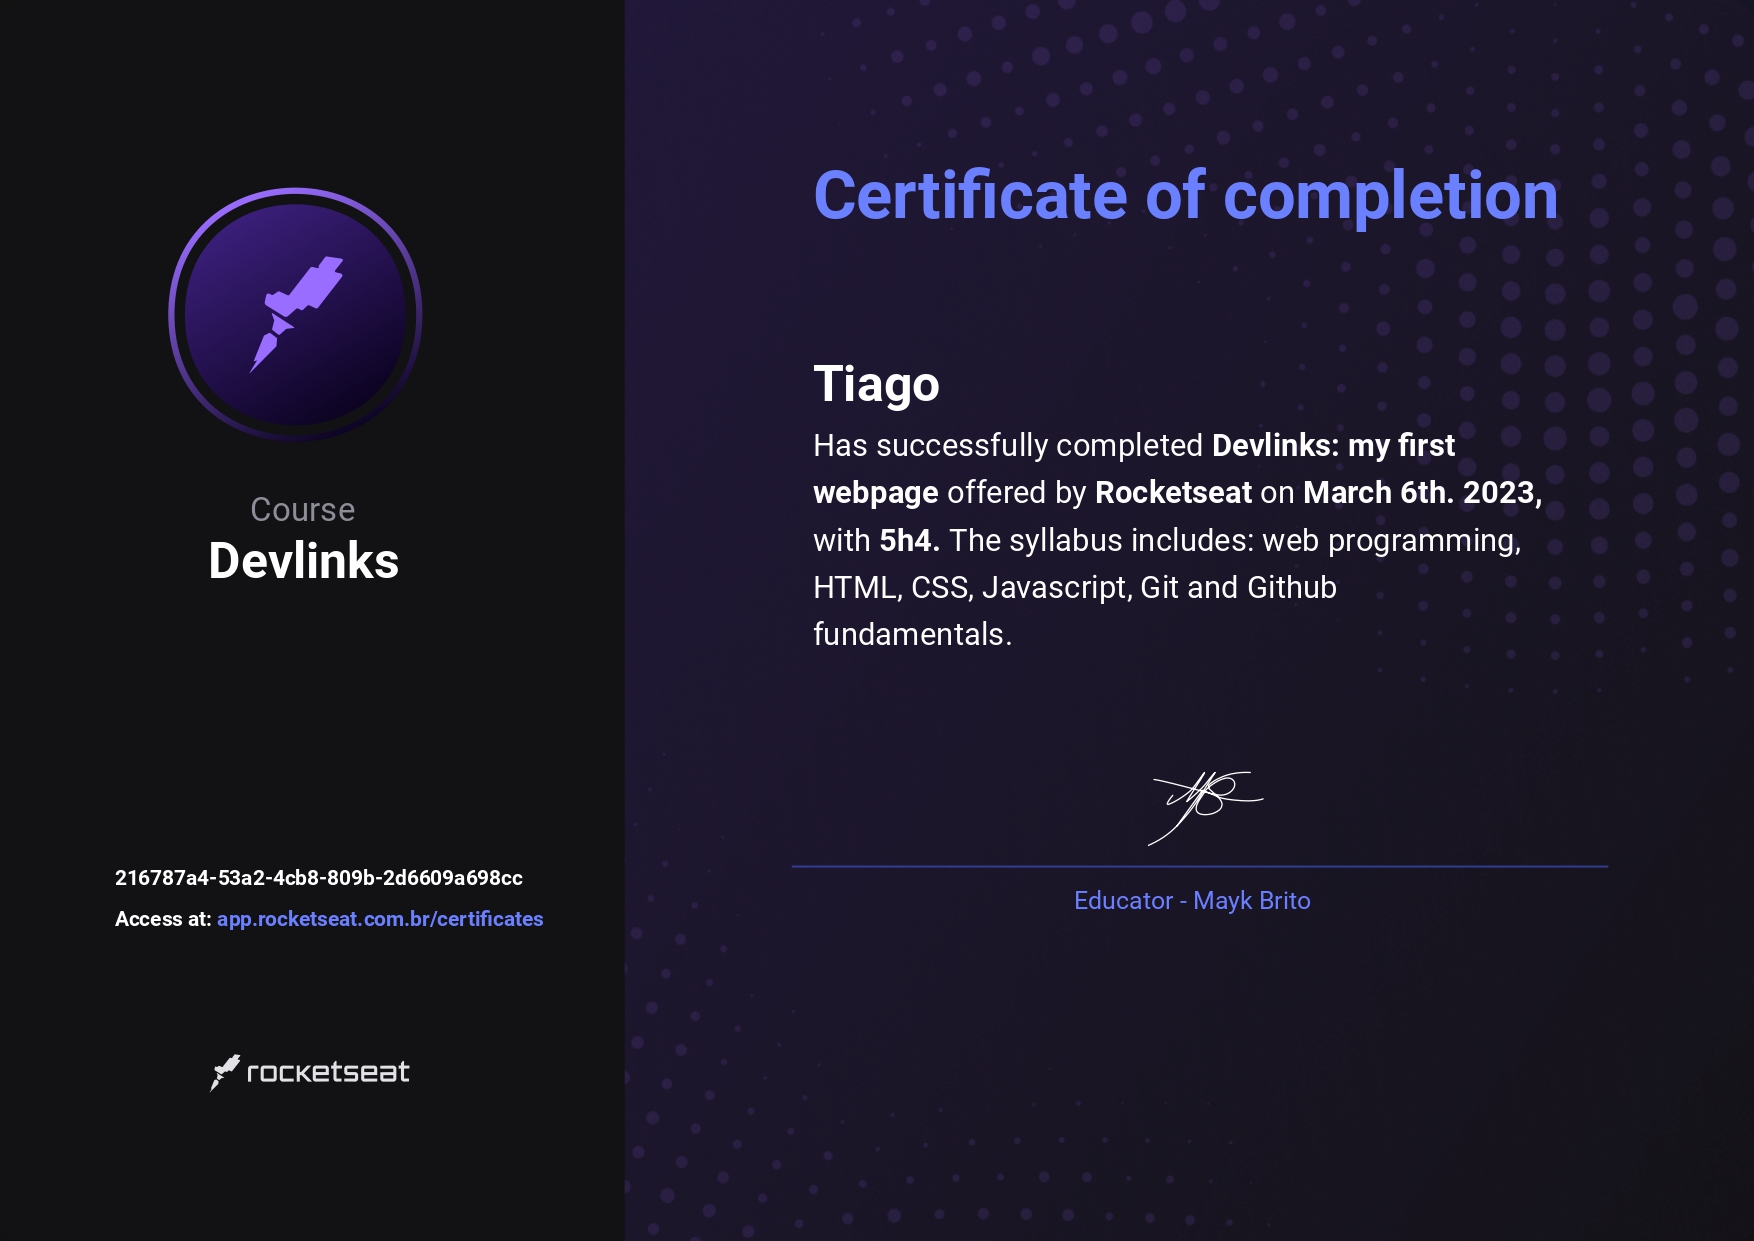 Course
Devlinks
216787a4-53a2-4cb8-809b-2d6609a698cc
Access at: app.rocketseat.com.br/certificates
rocketseat
Certificate of completion
Tiago
Has successfully completed Devlinks: my first
webpage offered by Rocketseat on March 6th. 2023,
with 5h4. The syllabus includes: web programming,
HTML, CSS, Javascript, Git and Github
fundamentals.
Educator - Mayk Brito